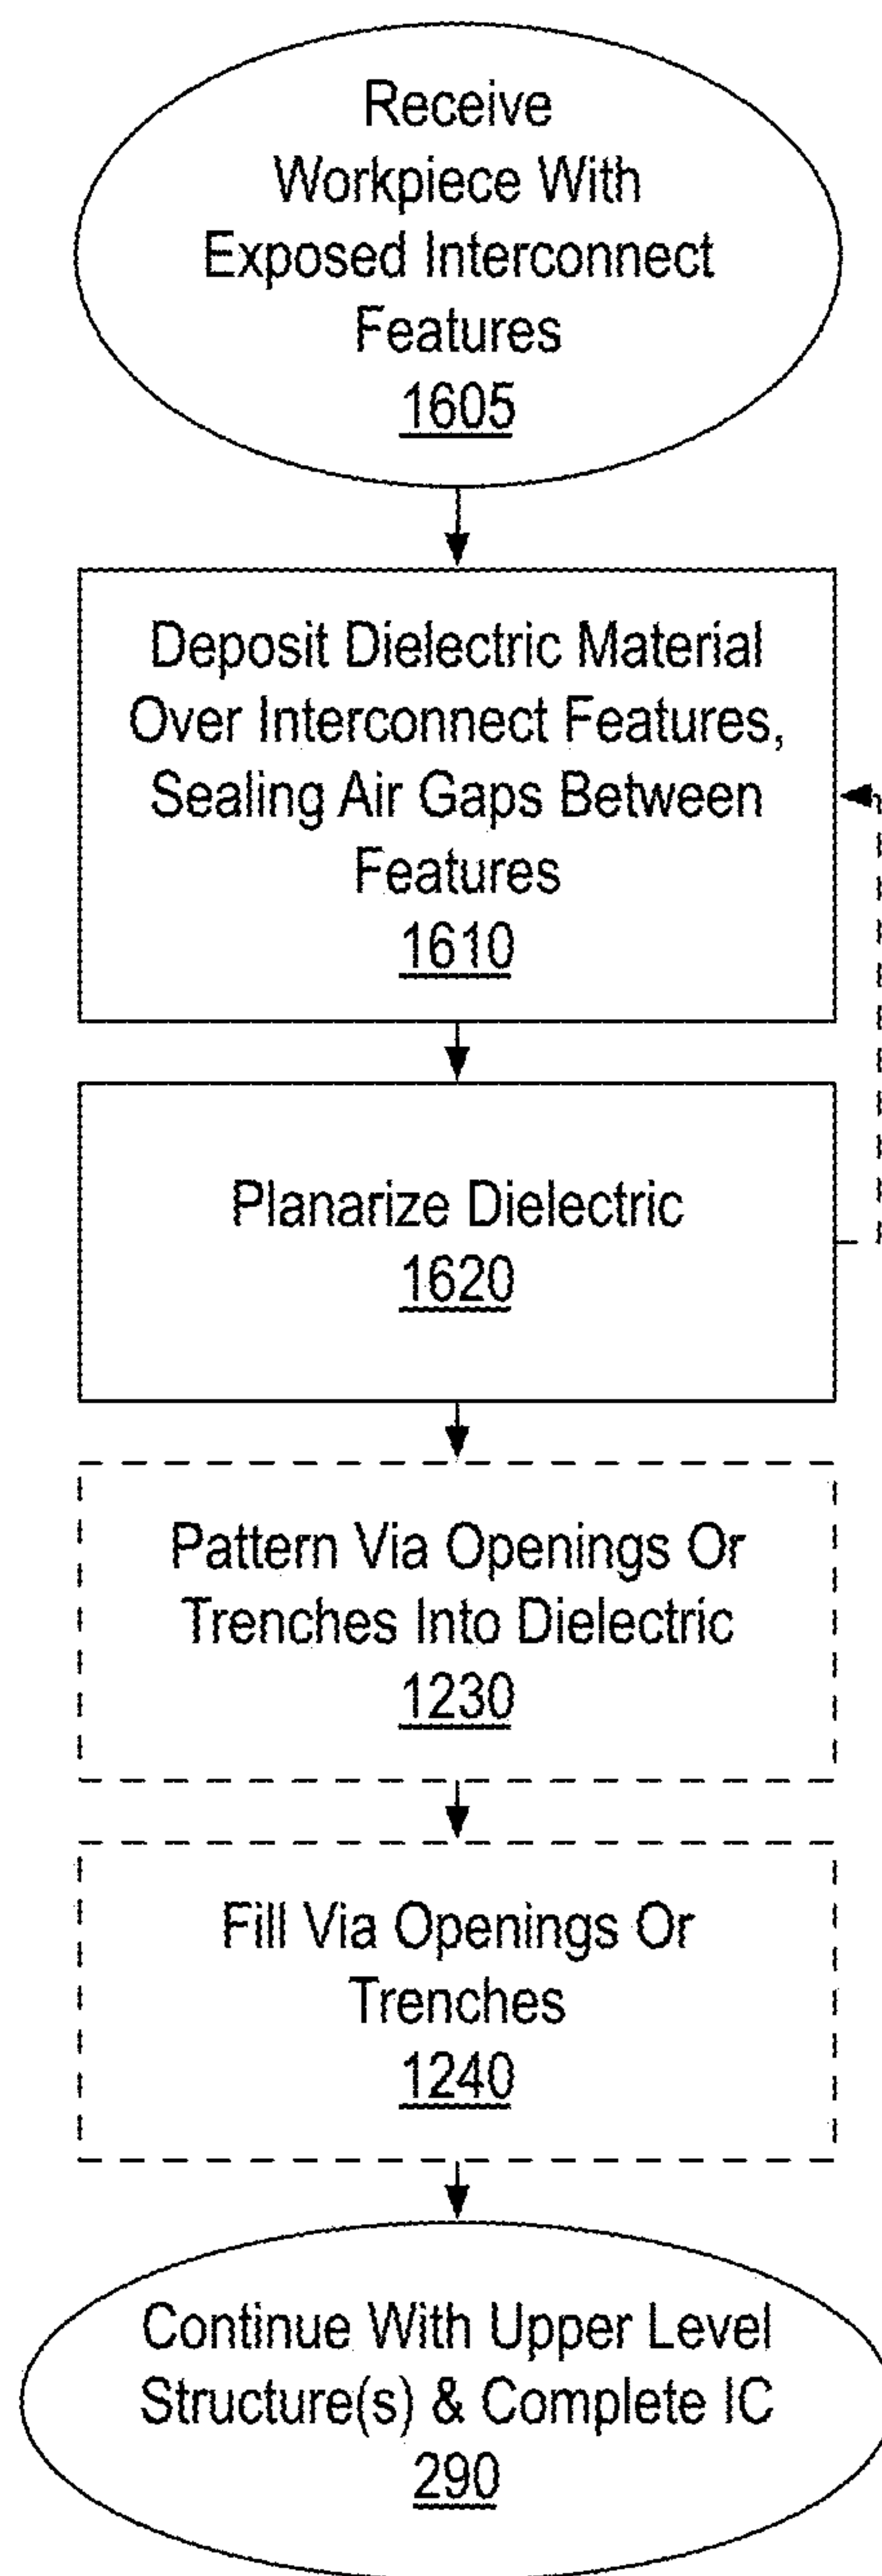 Receive
Workpiece With
Exposed Interconnect
Features
1605
Deposit Dielectric Material
Over Interconnect Features,
Sealing Air Gaps Between
Features
1610
Planarize Dielectric
1620
Pattern Via Openings Or
Trenches Into Dielectric
1230
Fill Via Openings Or
Trenches
1240
Continue With Upper Level
Structure(s) & Complete IC
290